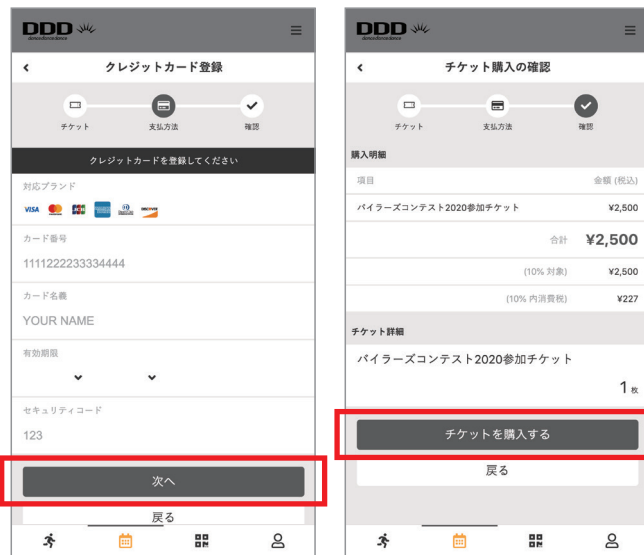 DDD
クレジットカード登録
チケット
支払方法
確認
クレジットカードを登録してください
対応ブランド
VISA
JCB
カード番号
1111222233334444
カード名義
YOUR NAME
有効期限
セキュリティコード
123
次へ
戻る
DDD
チケット購入の確認
チケット
支払方法
確認
購入明細
項目 金額 (税込)
バイラーズコンテスト2020参加チケット ¥2,500
合計 ¥2,500
(10% 対象) ¥2,500
(10% 内消費税) ¥227
チケット詳細
バイラーズコンテスト2020参加チケット
1 枚
チケットを購入する
戻る